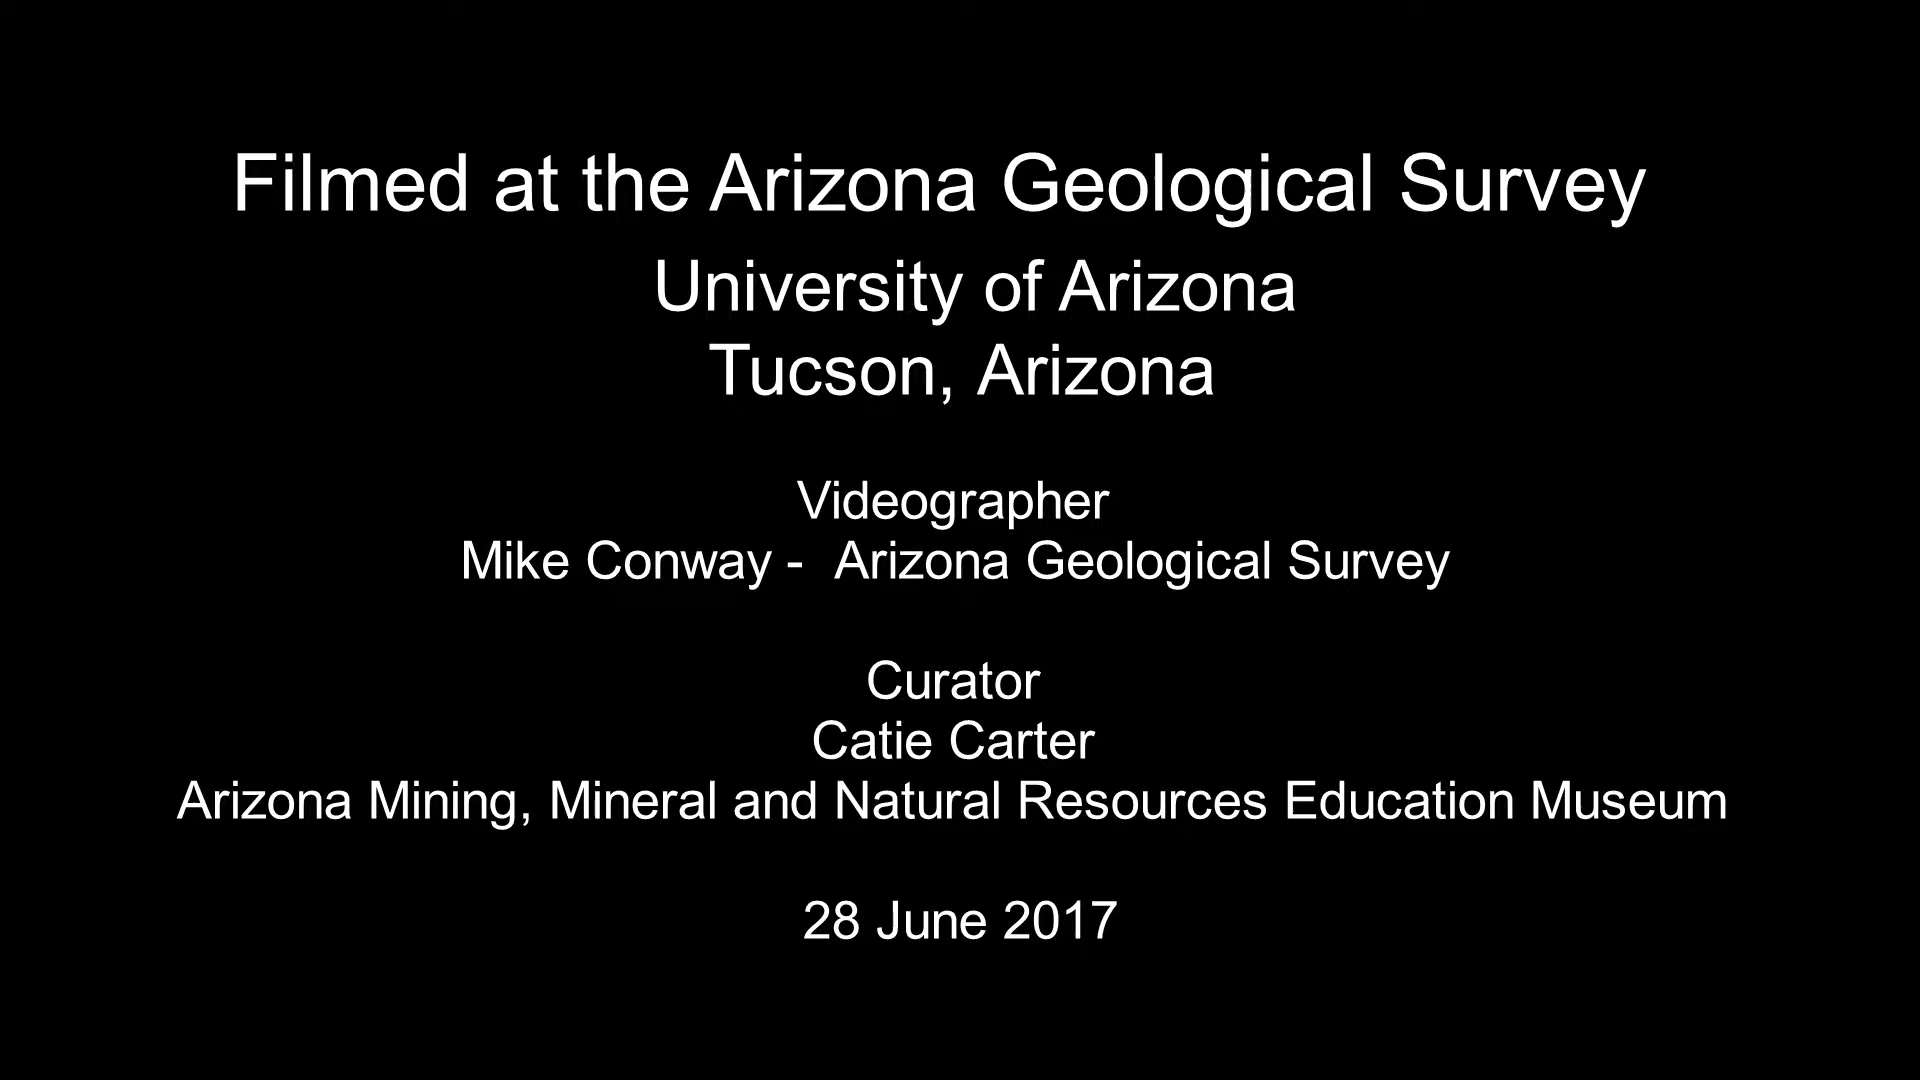 Filmed at the Arizona Geological Survey
University of Arizona
Tucson, Arizona
Videographer
Mike Conway -  Arizona Geological Survey
Curator
Catie Carter
Arizona Mining, Mineral and Natural Resources Education Museum
28 June 2017